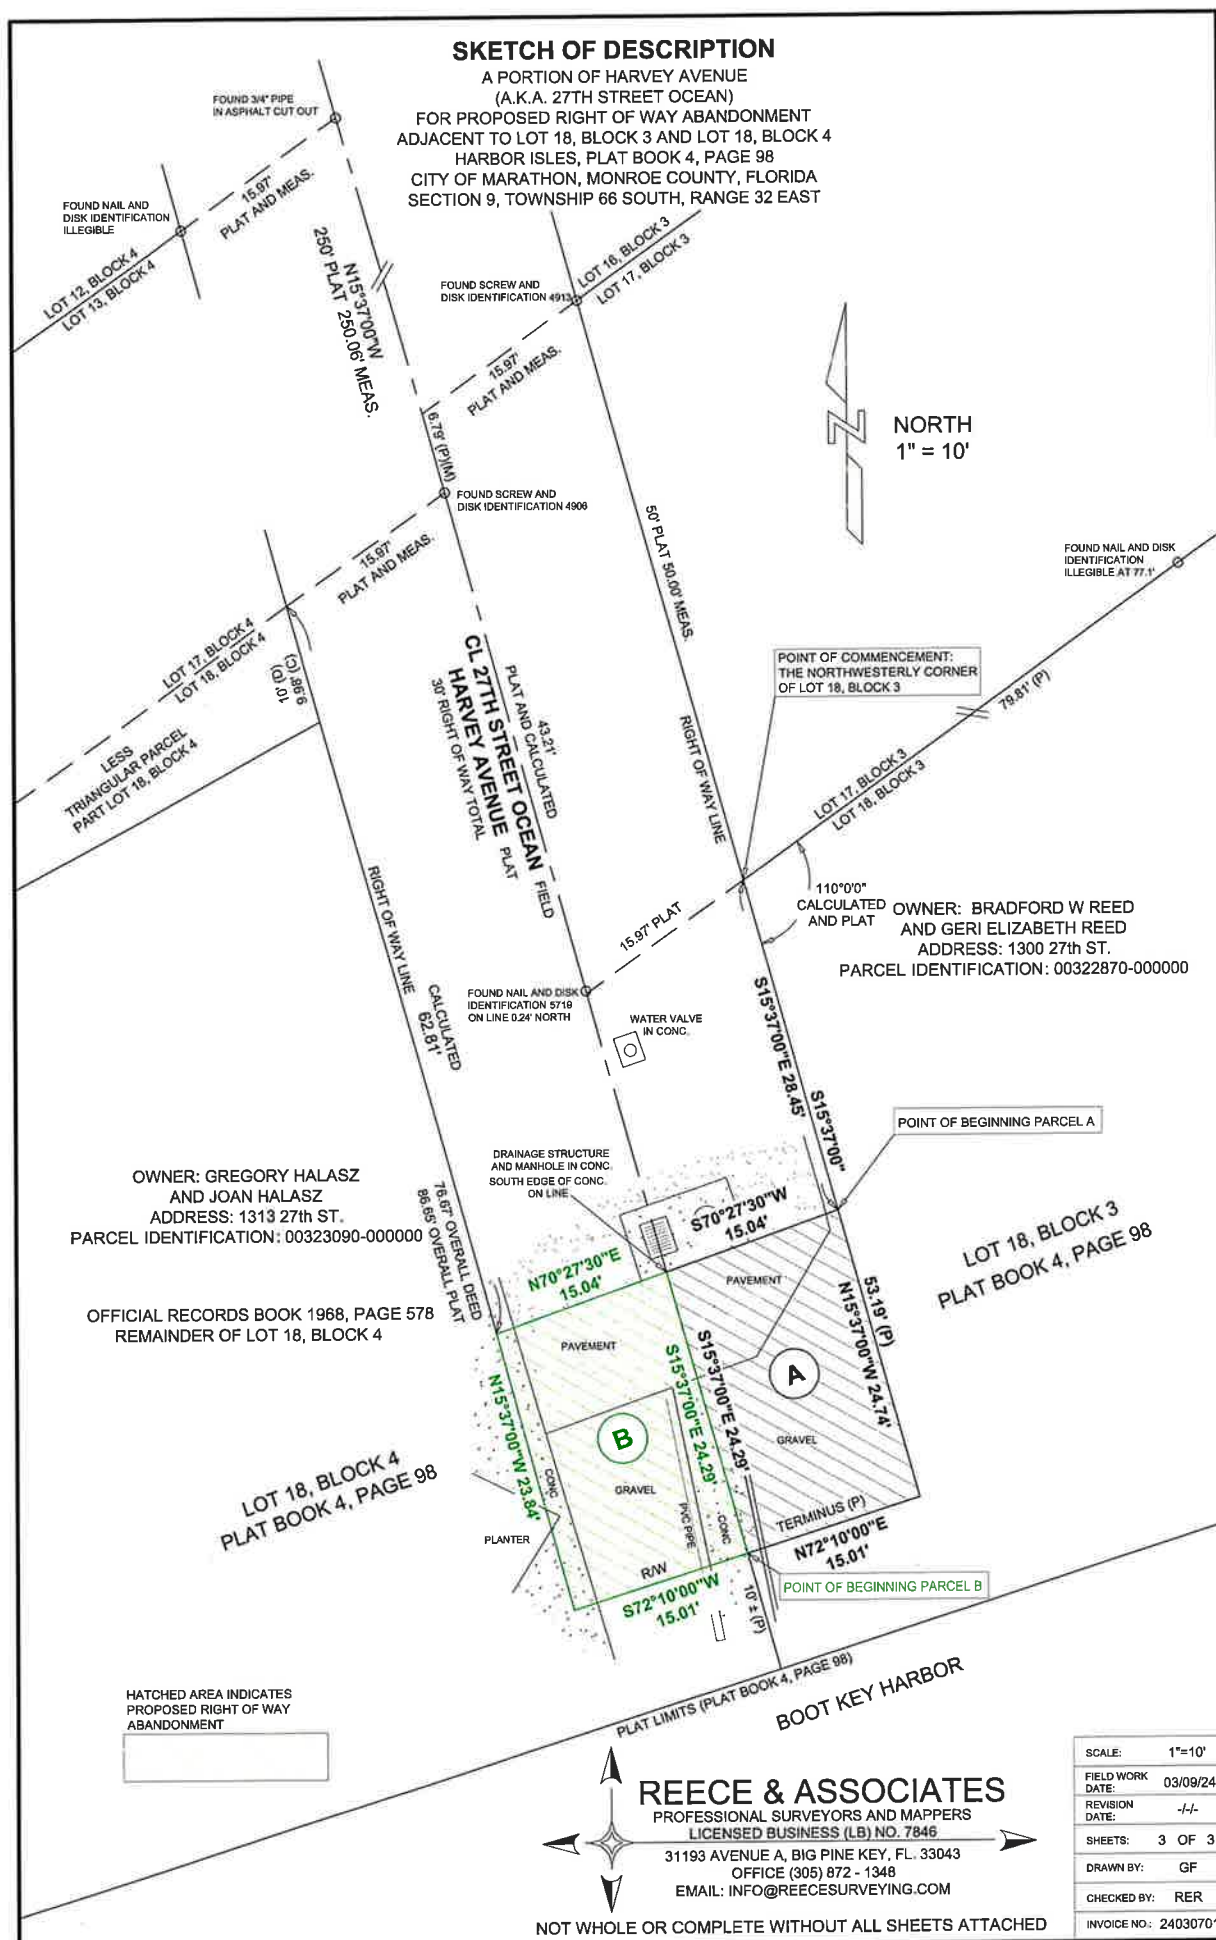 SKETCH OF DESCRIPTION
A PORTION OF HARVEY AVENUE
(A.K.A. 27TH STREET OCEAN)
FOR PROPOSED RIGHT OF WAY ABANDONMENT
ADJACENT TO LOT 18, BLOCK 3 AND LOT 18, BLOCK 4
HARBOR ISLES, PLAT BOOK 4, PAGE 98
CITY OF MARATHON, MONROE COUNTY, FLORIDA
SECTION 9, TOWNSHIP 66 SOUTH, RANGE 32 EAST
FOUND 3/4" PIPE
IN ASPHALT CUT OUT
15.97'
PLAT AND MEAS.
FOUND NAIL AND
DISK IDENTIFICATION
ILLEGIBLE
LOT 12, BLOCK 4
LOT 13, BLOCK 4
N15°37'00"W
250' PLAT 250.06' MEAS.
FOUND SCREW AND
DISK IDENTIFICATION 4913
LOT 16, BLOCK 3
LOT 17, BLOCK 3
15.97'
PLAT AND MEAS.
6.79' (P)(M)
NORTH
1" = 10'
FOUND SCREW AND
DISK IDENTIFICATION 4906
15.97'
PLAT AND MEAS.
50' PLAT 50.00' MEAS.
FOUND NAIL AND DISK
IDENTIFICATION
ILLEGIBLE AT 77.1'
LOT 17, BLOCK 4
LOT 18, BLOCK 4
9.98' (C)
10' (D)
POINT OF COMMENCEMENT:
THE NORTHWESTERLY CORNER
OF LOT 18, BLOCK 3
79.81' (P)
LESS
TRIANGULAR PARCEL
PART LOT 18, BLOCK 4
43.21'
PLAT AND CALCULATED
CL 27TH STREET OCEAN FIELD
HARVEY AVENUE PLAT
30' RIGHT OF WAY TOTAL
RIGHT OF WAY LINE
LOT 17, BLOCK 3
LOT 18, BLOCK 3
RIGHT OF WAY LINE
110°0'0"
CALCULATED
AND PLAT
15.97' PLAT
OWNER: BRADFORD W REED
AND GERI ELIZABETH REED
ADDRESS: 1300 27th ST.
PARCEL IDENTIFICATION: 00322870-000000
CALCULATED
62.81'
FOUND NAIL AND DISK
IDENTIFICATION 5719
ON LINE 0.24' NORTH
WATER VALVE
IN CONC.
S15°37'00"E 28.45'
S15°37'00"
POINT OF BEGINNING PARCEL A
DRAINAGE STRUCTURE
AND MANHOLE IN CONC.
SOUTH EDGE OF CONC.
ON LINE
OWNER: GREGORY HALASZ
AND JOAN HALASZ
ADDRESS: 1313 27th ST.
PARCEL IDENTIFICATION: 00323090-000000
76.67' OVERALL DEED
86.65' OVERALL PLAT
S70°27'30"W
15.04'
N70°27'30"E
15.04'
LOT 18, BLOCK 3
PLAT BOOK 4, PAGE 98
OFFICIAL RECORDS BOOK 1968, PAGE 578
REMAINDER OF LOT 18, BLOCK 4
PAVEMENT
PAVEMENT
53.19' (P)
N15°37'00"W 24.74'
S15°37'00"E 24.29'
S15°37'00"E 24.29'
N15°37'00"W 23.84'
A
B
GRAVEL
GRAVEL
CONC
PVC PIPE
CONC
LOT 18, BLOCK 4
PLAT BOOK 4, PAGE 98
PLANTER
TERMINUS (P)
N72°10'00"E
15.01'
R/W
S72°10'00"W
15.01'
10' ± (P)
POINT OF BEGINNING PARCEL B
PLAT LIMITS (PLAT BOOK 4, PAGE 98)
BOOT KEY HARBOR
HATCHED AREA INDICATES
PROPOSED RIGHT OF WAY
ABANDONMENT
REECE & ASSOCIATES
PROFESSIONAL SURVEYORS AND MAPPERS
LICENSED BUSINESS (LB) NO. 7846
31193 AVENUE A, BIG PINE KEY, FL. 33043
OFFICE (305) 872 - 1348
EMAIL: INFO@REECESURVEYING.COM
NOT WHOLE OR COMPLETE WITHOUT ALL SHEETS ATTACHED
SCALE: 1"=10'
FIELD WORK
DATE: 03/09/24
REVISION
DATE: -/-/-
SHEETS: 3 OF 3
DRAWN BY: GF
CHECKED BY: RER
INVOICE NO.: 24030701